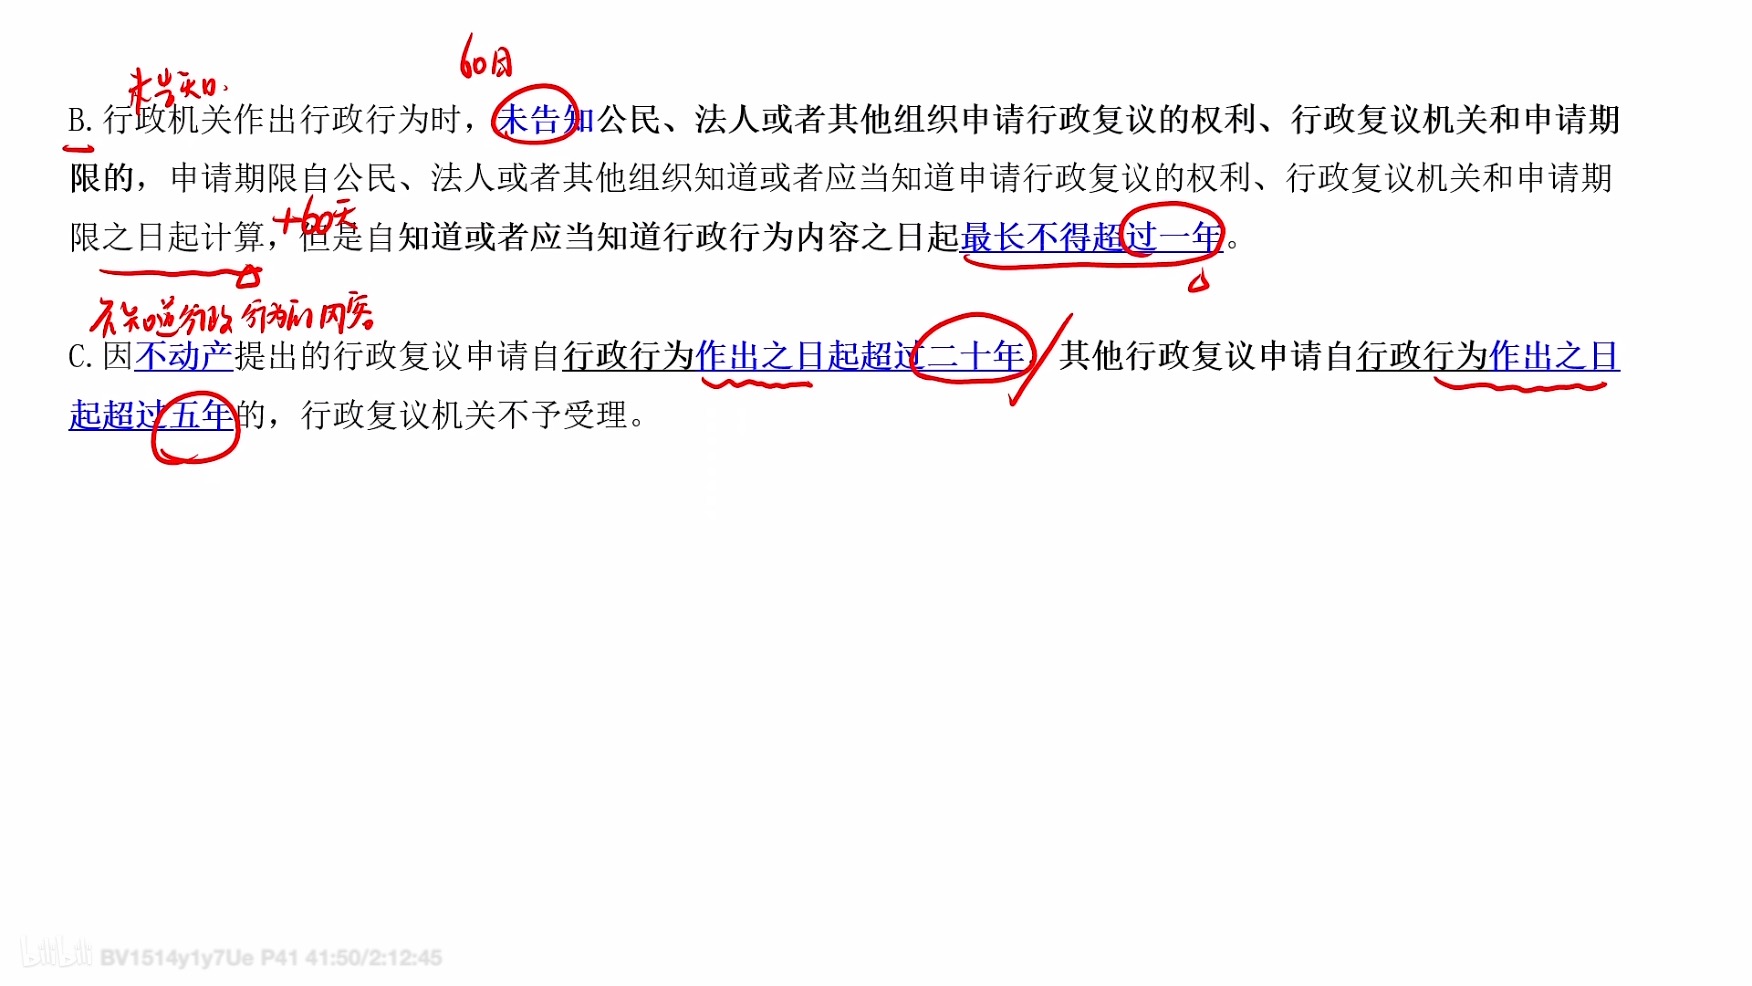 60日
未告知.
B. 行政机关作出行政行为时，未告知公民、法人或者其他组织申请行政复议的权利、行政复议机关和申请期
限的，申请期限自公民、法人或者其他组织知道或者应当知道申请行政复议的权利、行政复议机关和申请期
+60天
限之日起计算，但是自知道或者应当知道行政行为内容之日起最长不得超过一年。
不知道行政行为的内容
C. 因不动产提出的行政复议申请自行政行为作出之日起超过二十年，其他行政复议申请自行政行为作出之日
起超过五年的，行政复议机关不予受理。
bilibili BV1514y1y7Ue P41 41:50/2:12:45